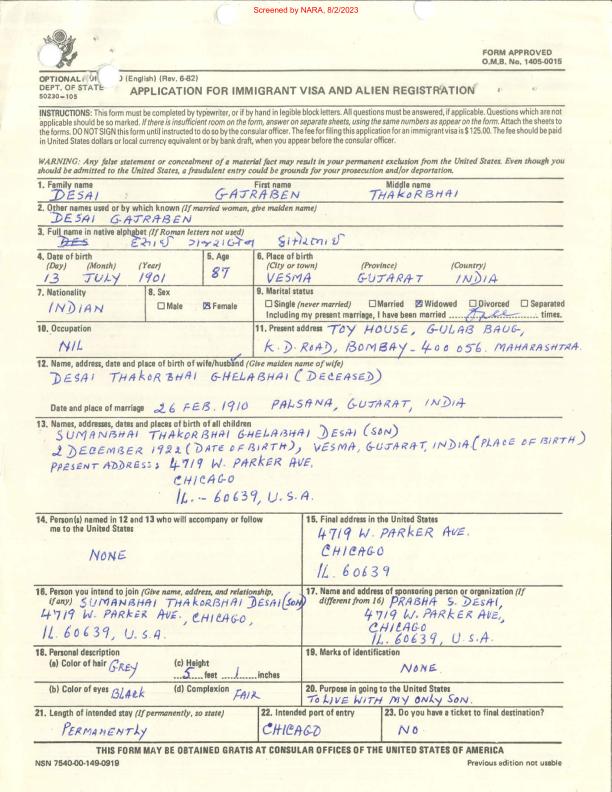 Screened by NARA, 8/2/2023
FORM APPROVED
O.M.B. No, 1405-0015
OPTIONAL (English) (Rev. 6-82)
DEPT. OF STATE
50230-105
APPLICATION FOR IMMIGRANT VISA AND ALIEN REGISTRATION
INSTRUCTIONS: This form must be completed by typewriter, or if by hand in legible block letters. All questions must be answered, if applicable. Questions which are not
applicable should be so marked. If there is insufficient room on the form, answer on separate sheets, using the same numbers as appear on the form. Attach the sheets to
the forms. DO NOT SIGN this form until instructed to do so by the consular officer. The fee for filing this application for an immigrant visa is $125.00. The fee should be paid
in United States dollars or local currency equivalent or by bank draft, when you appear before the consular officer.
WARNING: Any false statement or concealment of a material fact may result in your permanent exclusion from the United States. Even though you
should be admitted to the United States, a fraudulent entry could be grounds for your prosecution and/or deportation.
1. Family name First name Middle name
DESAI GAJRABEN THAKORBHAI
2. Other names used or by which known (If married woman, give maiden name)
DESAI GAJRABEN
3. Full name in native alphabet (If Roman letters not used)
DES દેસાઈ
4. Date of birth
(Day) (Month) (Year)
13 JULY 1901
5. Age
87
6. Place of birth
(City or town) (Province) (Country)
VESMA GUJARAT INDIA
7. Nationality
INDIAN
8. Sex
☐ Male ☒ Female
9. Marital status
☐ Single (never married) ☐ Married ☒ Widowed ☐ Divorced ☐ Separated
Including my present marriage, I have been married times.
10. Occupation
NIL
11. Present address TOY HOUSE, GULAB BAUG,
K. D. ROAD, BOMBAY - 400 056. MAHARASHTRA.
12. Name, address, date and place of birth of wife/husband (Give maiden name of wife)
DESAI THAKORBHAI GHELABHAI (DECEASED)
Date and place of marriage 26 FEB. 1910 PALSANA, GUJARAT, INDIA
13. Names, addresses, dates and places of birth of all children
SUMANBHAI THAKORBHAI GHELABHAI DESAI (SON)
2 DECEMBER 1922 (DATE OF BIRTH), VESMA, GUJARAT, INDIA (PLACE OF BIRTH)
PRESENT ADDRESS: 4719 W. PARKER AVE.
CHICAGO
IL. - 60639, U.S.A.
14. Person(s) named in 12 and 13 who will accompany or follow
me to the United States
NONE
15. Final address in the United States
4719 W. PARKER AVE.
CHICAGO
IL. 60639
16. Person you intend to join (Give name, address, and relationship,
if any) SUMANBHAI THAKORBHAI DESAI (SON)
4719 W. PARKER AVE., CHICAGO,
IL. 60639, U.S.A.
17. Name and address of sponsoring person or organization (If
different from 16) PRABHA S. DESAI,
4719 W. PARKER AVE.,
CHICAGO
IL. 60639, U.S.A.
18. Personal description
(a) Color of hair GREY
(c) Height
5 feet 1 inches
(b) Color of eyes BLACK
(d) Complexion FAIR
19. Marks of identification
NONE
20. Purpose in going to the United States
TO LIVE WITH MY ONLY SON.
21. Length of intended stay (If permanently, so state)
PERMANENTLY
22. Intended port of entry
CHICAGO
23. Do you have a ticket to final destination?
NO
THIS FORM MAY BE OBTAINED GRATIS AT CONSULAR OFFICES OF THE UNITED STATES OF AMERICA
NSN 7540-00-149-0919
Previous edition not usable